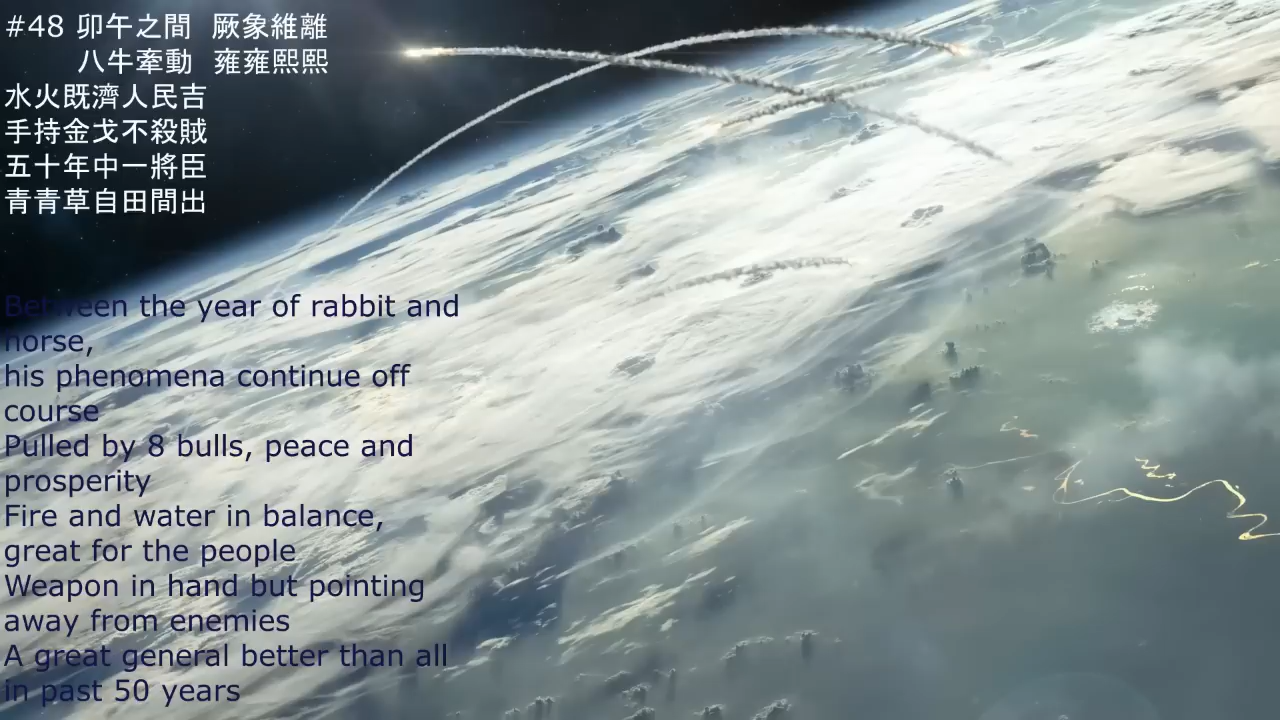 #48 卯午之間 厥象維離
八牛牽動 雍雍熙熙
水火既濟人民吉
手持金戈不殺賊
五十年中一將臣
青青草自田間出
Between the year of rabbit and
horse,
his phenomena continue off
course
Pulled by 8 bulls, peace and
prosperity
Fire and water in balance,
great for the people
Weapon in hand but pointing
away from enemies
A great general better than all
in past 50 years